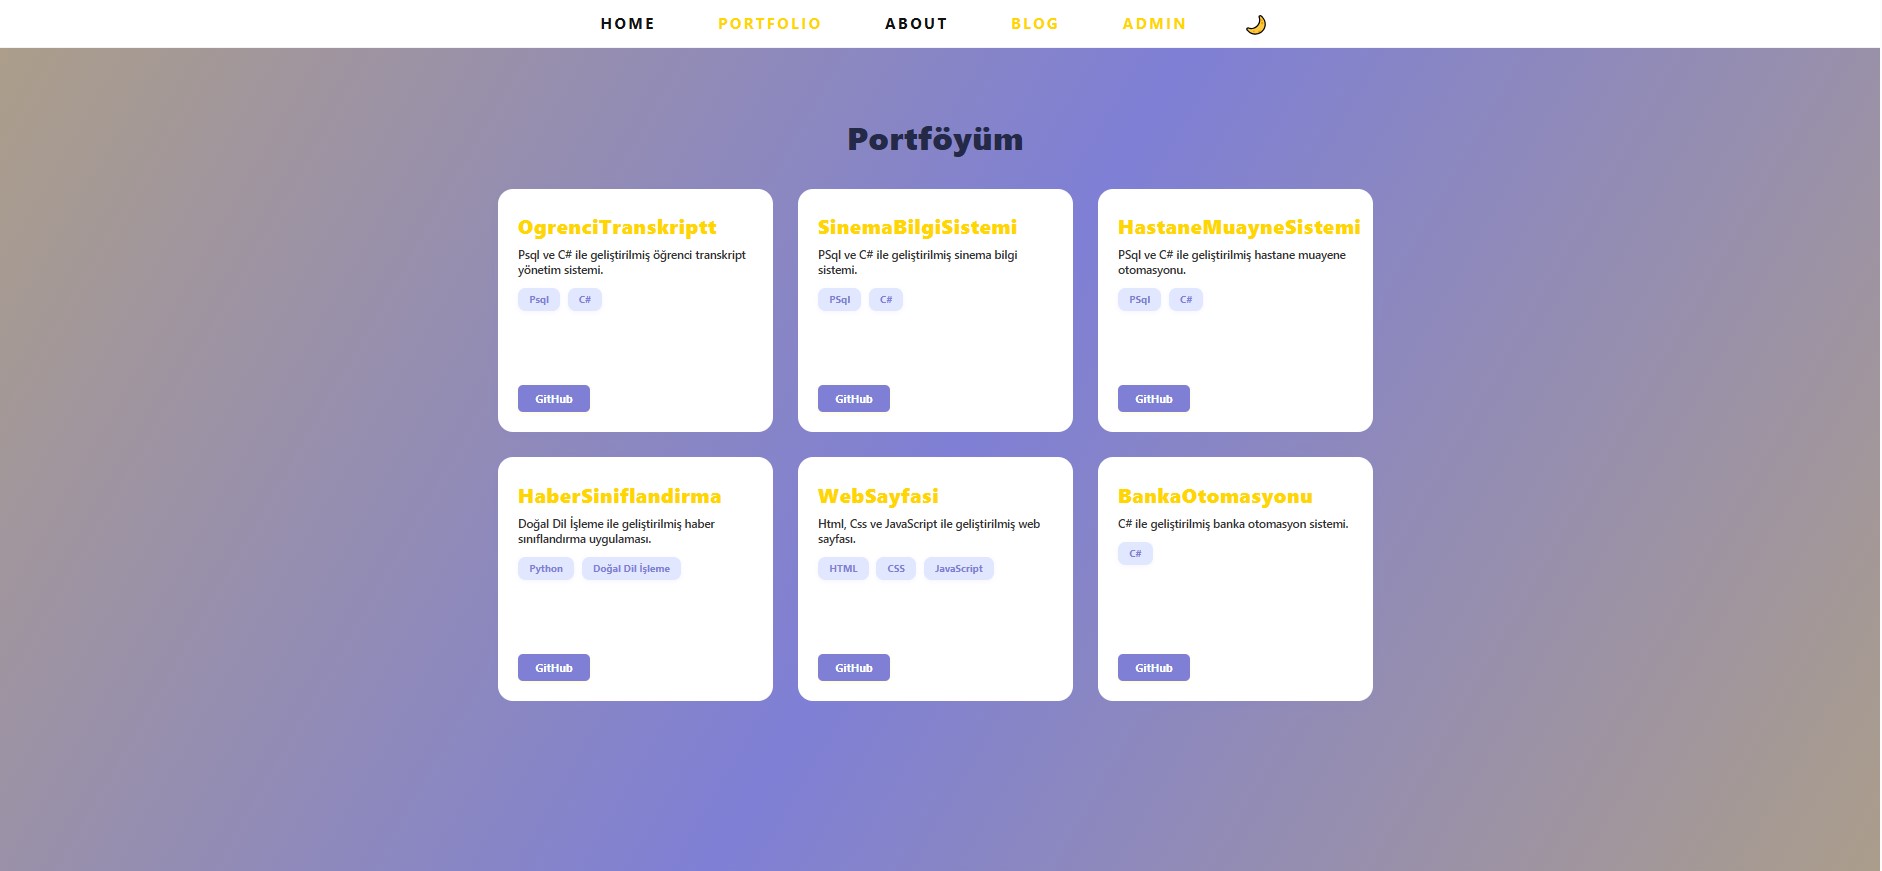 HOME PORTFOLIO ABOUT BLOG ADMIN
Portföyüm
OgrenciTranskriptt
Psql ve C# ile geliştirilmiş öğrenci transkript
yönetim sistemi.
Psql C#
GitHub
SinemaBilgiSistemi
PSql ve C# ile geliştirilmiş sinema bilgi
sistemi.
PSql C#
GitHub
HastaneMuayneSistemi
PSql ve C# ile geliştirilmiş hastane muayene
otomasyonu.
PSql C#
GitHub
HaberSiniflandirma
Doğal Dil İşleme ile geliştirilmiş haber
sınıflandırma uygulaması.
Python Doğal Dil İşleme
GitHub
WebSayfasi
Html, Css ve JavaScript ile geliştirilmiş web
sayfası.
HTML CSS JavaScript
GitHub
BankaOtomasyonu
C# ile geliştirilmiş banka otomasyon sistemi.
C#
GitHub